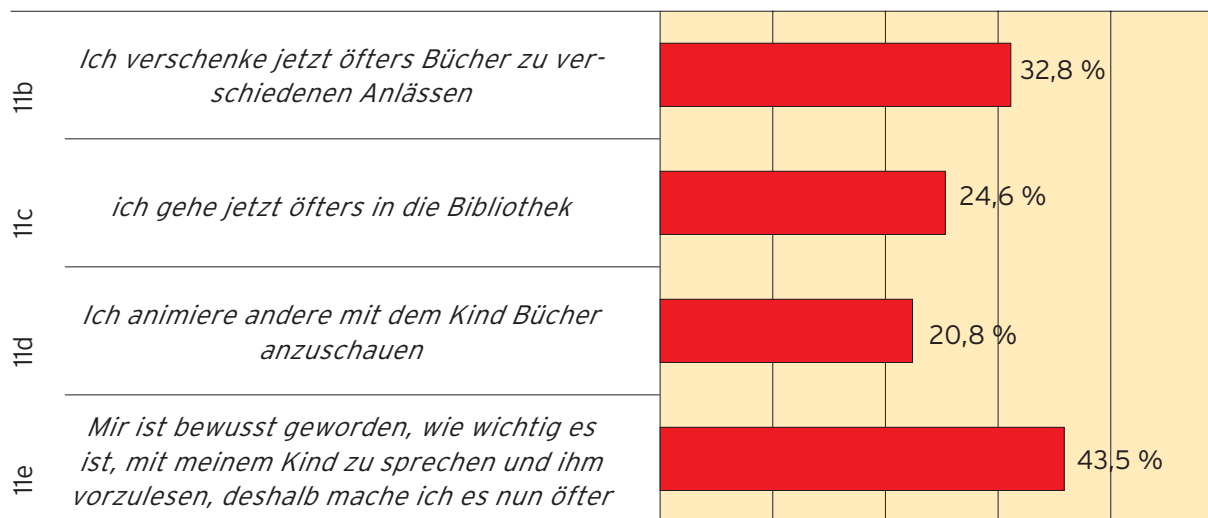 11b
Ich verschenke jetzt öfters Bücher zu ver-
schiedenen Anlässen
32,8 %
11c
ich gehe jetzt öfters in die Bibliothek
24,6 %
11d
Ich animiere andere mit dem Kind Bücher
anzuschauen
20,8 %
11e
Mir ist bewusst geworden, wie wichtig es
ist, mit meinem Kind zu sprechen und ihm
vorzulesen, deshalb mache ich es nun öfter
43,5 %